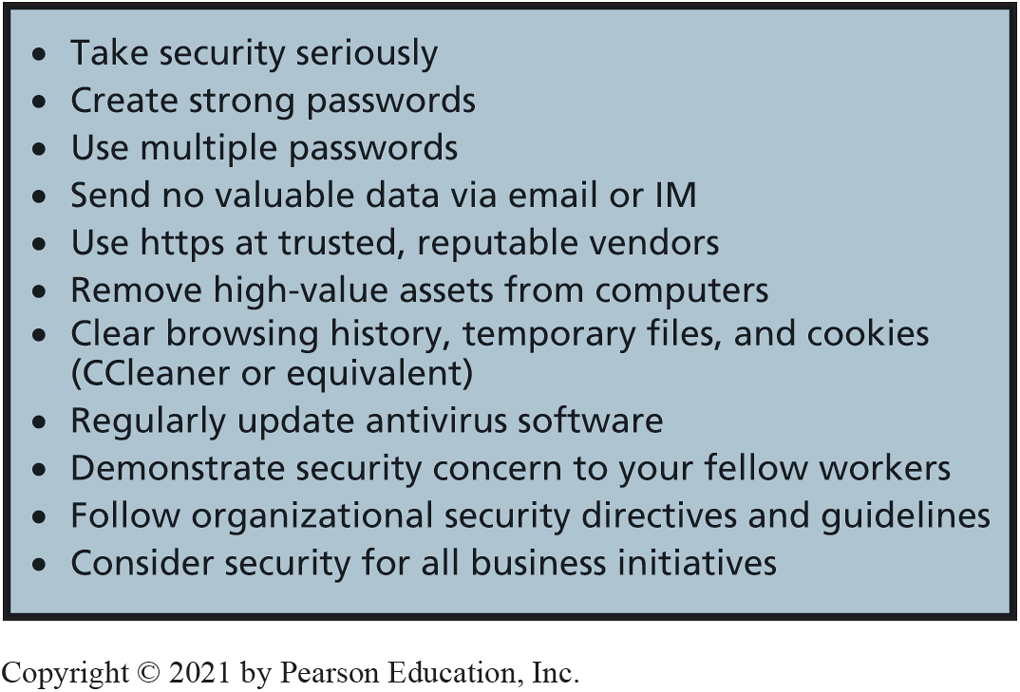 • Take security seriously
• Create strong passwords
• Use multiple passwords
• Send no valuable data via email or IM
• Use https at trusted, reputable vendors
• Remove high-value assets from computers
• Clear browsing history, temporary files, and cookies
(CCleaner or equivalent)
• Regularly update antivirus software
• Demonstrate security concern to your fellow workers
• Follow organizational security directives and guidelines
• Consider security for all business initiatives
Copyright © 2021 by Pearson Education, Inc.